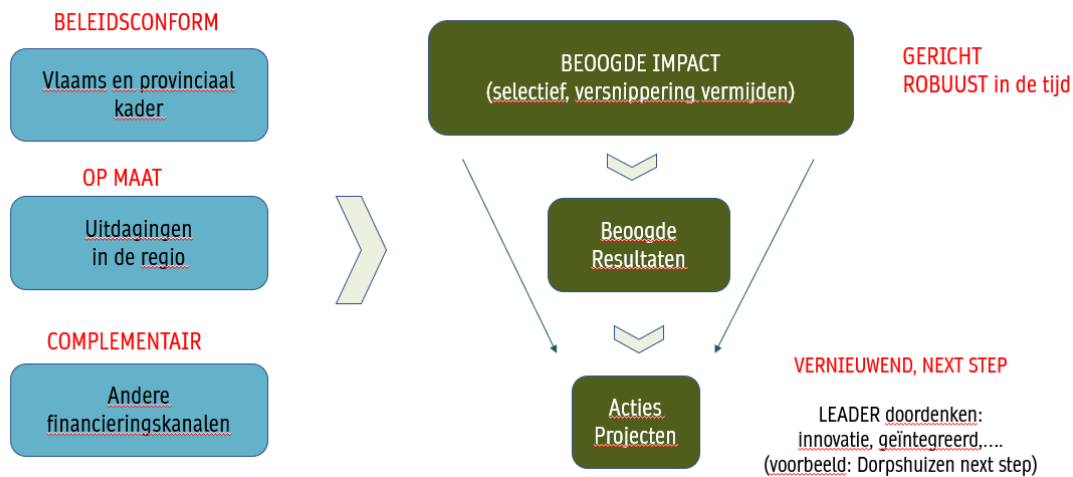 BELEIDSCONFORM
Vlaams en provinciaal
kader
OP MAAT
Uitdagingen
in de regio
COMPLEMENTAIR
Andere
financieringskanalen
BEOOGDE IMPACT
(selectief, versnippering vermijden)
GERICHT
ROBUUST in de tijd
Beoogde
Resultaten
Acties
Projecten
VERNIEUWEND, NEXT STEP
LEADER doordenken:
innovatie, geïntegreerd,....
(voorbeeld: Dorpshuizen next step)